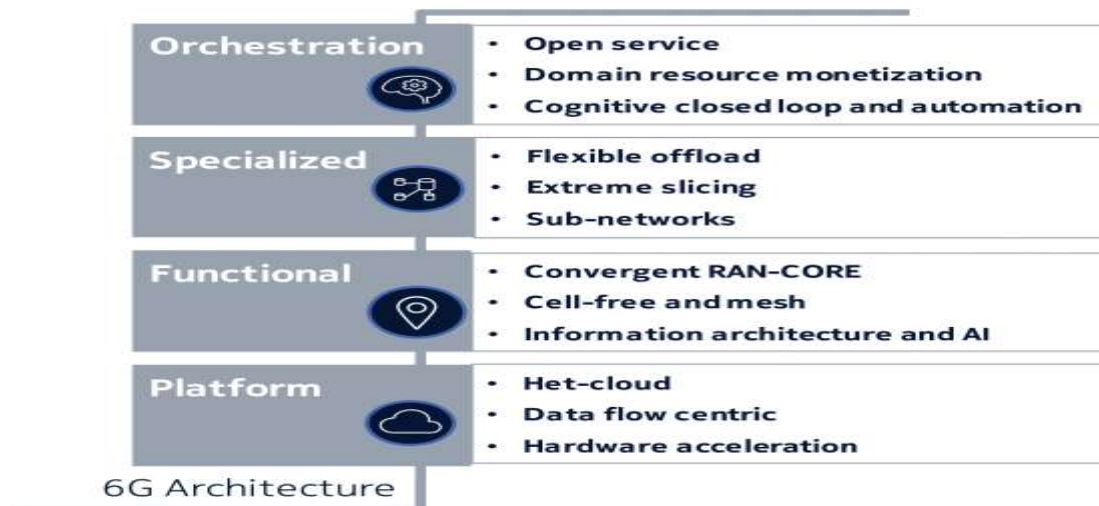 Orchestration
• Open service
• Domain resource monetization
• Cognitive closed loop and automation
Specialized
• Flexible offload
• Extreme slicing
• Sub-networks
Functional
• Convergent RAN-CORE
• Cell-free and mesh
• Information architecture and AI
Platform
• Het-cloud
• Data flow centric
• Hardware acceleration
6G Architecture